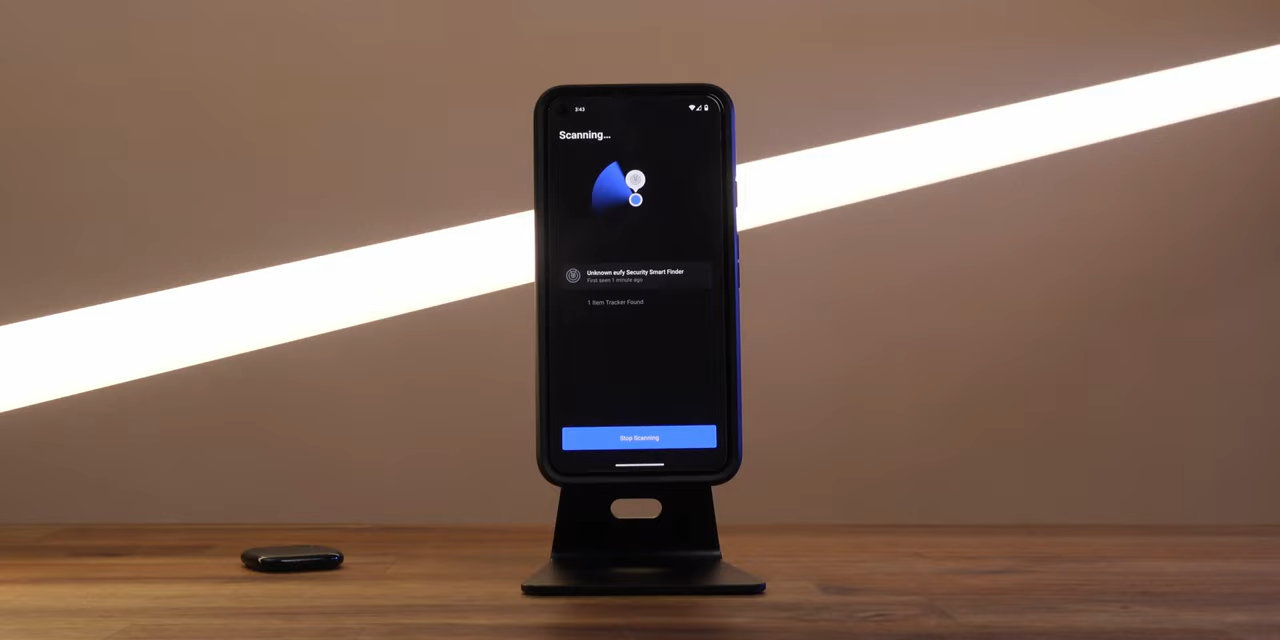 3:43
Scanning...
Unknown eufy Security Smart Finder
First seen 1 minute ago
1 Item Tracker Found
Stop Scanning